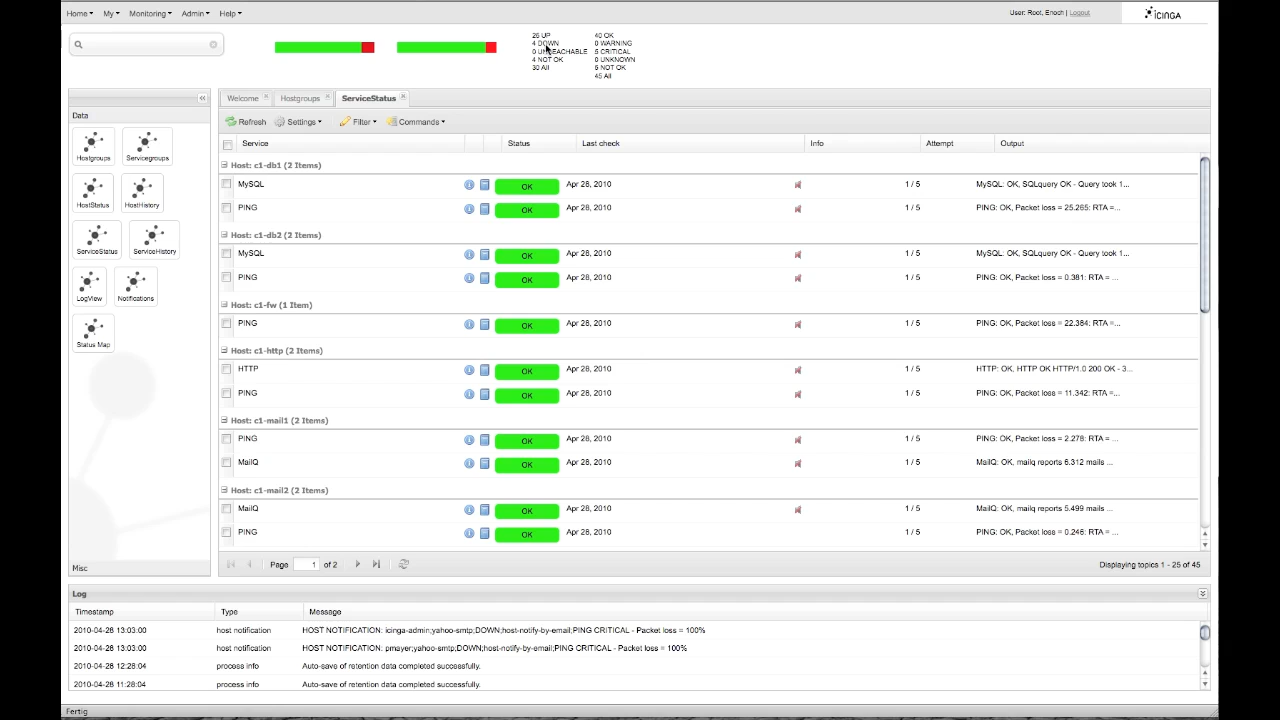 Home My Monitoring Admin Help User: Root, Enoch Logout icinga
26 UP 40 OK
4 DOWN 0 WARNING
0 UNREACHABLE 5 CRITICAL
4 NOT OK 0 UNKNOWN
30 All 5 NOT OK
45 All
Data
Hostgroups Servicegroups
HostStatus HostHistory
ServiceStatus ServiceHistory
LogView Notifications
Status Map
Misc
Welcome Hostgroups ServiceStatus
Refresh Settings Filter Commands
Service Status Last check Info Attempt Output
Host: c1-db1 (2 Items)
MySQL OK Apr 28, 2010 1 / 5 MySQL: OK, SQLquery OK - Query took 1...
PING OK Apr 28, 2010 1 / 5 PING: OK, Packet loss = 25.265: RTA =...
Host: c1-db2 (2 Items)
MySQL OK Apr 28, 2010 1 / 5 MySQL: OK, SQLquery OK - Query took 1...
PING OK Apr 28, 2010 1 / 5 PING: OK, Packet loss = 0.381: RTA =...
Host: c1-fw (1 Item)
PING OK Apr 28, 2010 1 / 5 PING: OK, Packet loss = 22.384: RTA =...
Host: c1-http (2 Items)
HTTP OK Apr 28, 2010 1 / 5 HTTP: OK, HTTP OK HTTP/1.0 200 OK - 3...
PING OK Apr 28, 2010 1 / 5 PING: OK, Packet loss = 11.342: RTA =...
Host: c1-mail1 (2 Items)
PING OK Apr 28, 2010 1 / 5 PING: OK, Packet loss = 2.278: RTA = ...
MailQ OK Apr 28, 2010 1 / 5 MailQ: OK, mailq reports 6.312 mails ...
Host: c1-mail2 (2 Items)
MailQ OK Apr 28, 2010 1 / 5 MailQ: OK, mailq reports 5.499 mails ...
PING OK Apr 28, 2010 1 / 5 PING: OK, Packet loss = 0.246: RTA =...
Page 1 of 2 Displaying topics 1 - 25 of 45
Log
Timestamp Type Message
2010-04-28 13:03:00 host notification HOST NOTIFICATION: icinga-admin;yahoo-smtp;DOWN;host-notify-by-email;PING CRITICAL - Packet loss = 100%
2010-04-28 13:03:00 host notification HOST NOTIFICATION: pmayer;yahoo-smtp;DOWN;host-notify-by-email;PING CRITICAL - Packet loss = 100%
2010-04-28 12:28:04 process info Auto-save of retention data completed successfully.
2010-04-28 11:28:04 process info Auto-save of retention data completed successfully.
Fertig